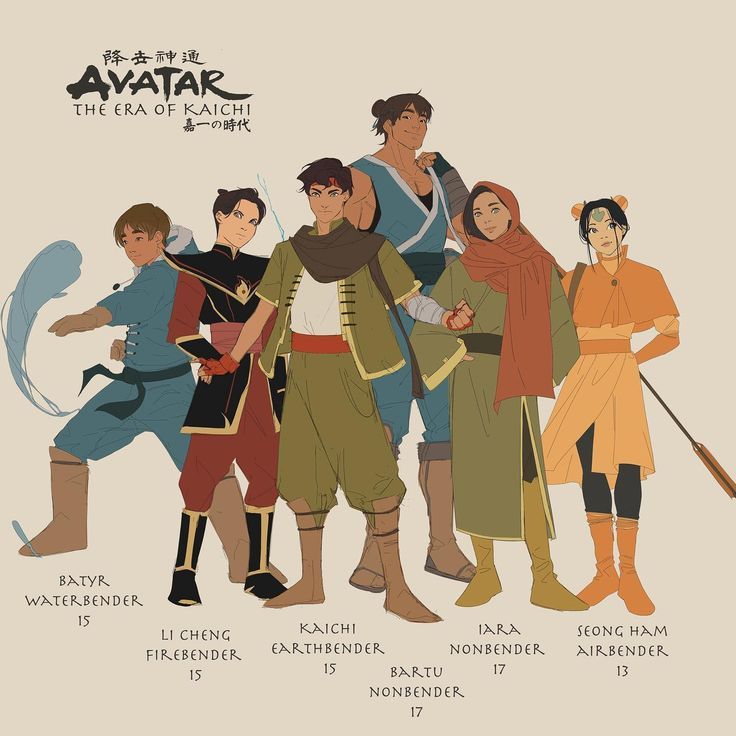 降世神通
AVATAR
THE ERA OF KAICHI
嘉一の時代
BATYR
WATERBENDER
15
LI CHENG
FIREBENDER
15
KAICHI
EARTHBENDER
15
BARTU
NONBENDER
17
IARA
NONBENDER
17
SEONG HAM
AIRBENDER
13